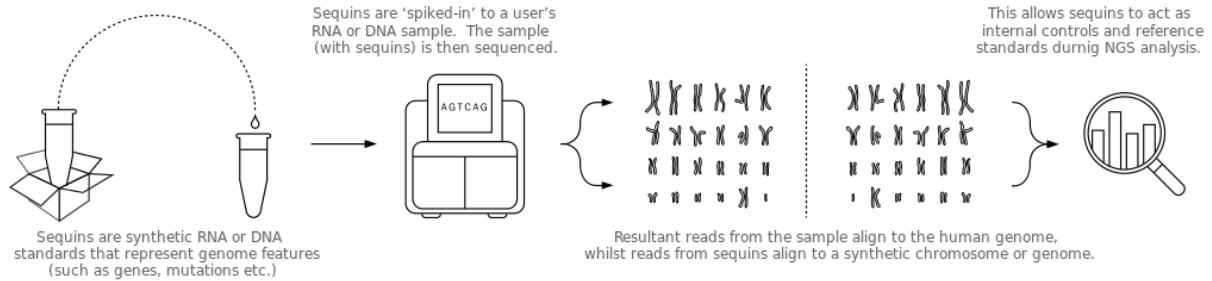 Sequins are ‘spiked-in’ to a user’s
RNA or DNA sample.  The sample
(with sequins) is then sequenced.
This allows sequins to act as
internal controls and reference
standards durnig NGS analysis.
AGTCAG
Sequins are synthetic RNA or DNA
standards that represent genome features
(such as genes, mutations etc.)
Resultant reads from the sample align to the human genome,
whilst reads from sequins align to a synthetic chromosome or genome.